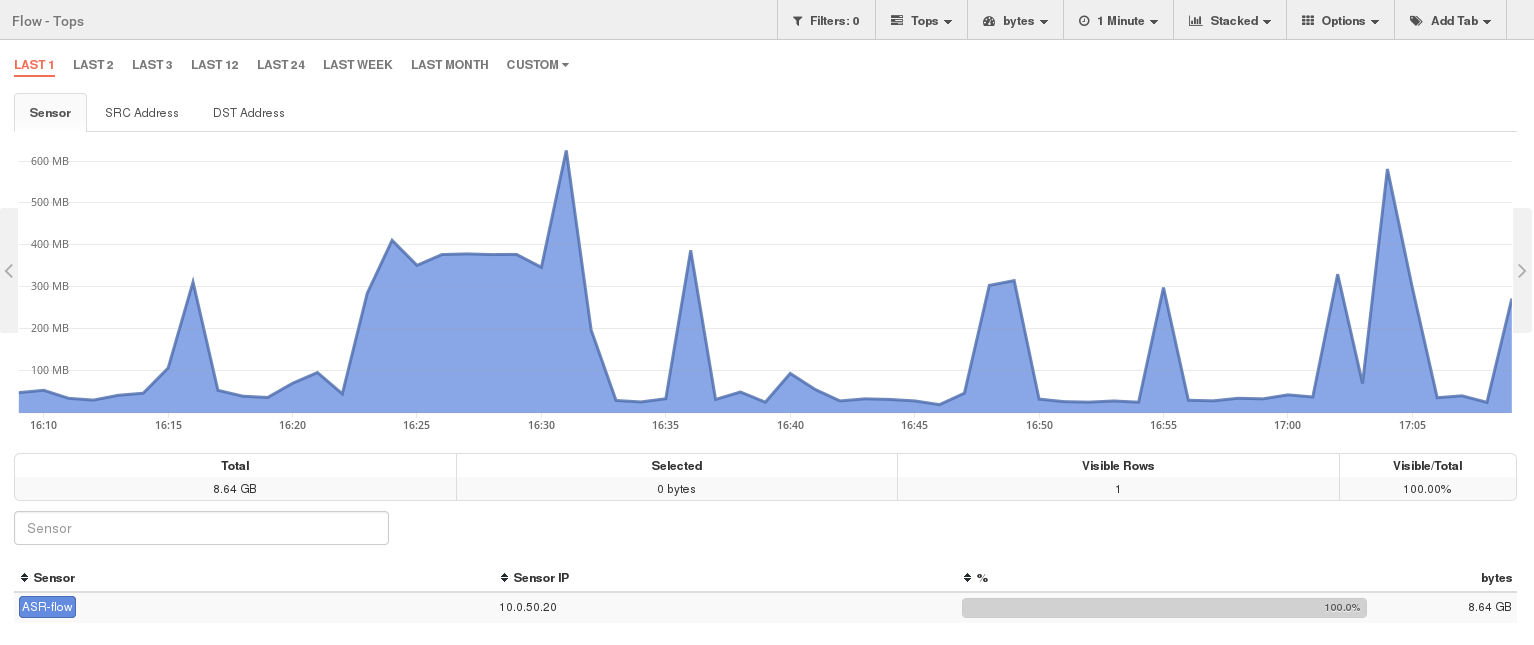 Flow - Tops Filters: 0 Tops bytes 1 Minute Stacked Options Add Tab
LAST 1 LAST 2 LAST 3 LAST 12 LAST 24 LAST WEEK LAST MONTH CUSTOM
Sensor SRC Address DST Address
600 MB
500 MB
400 MB
300 MB
200 MB
100 MB
16:10 16:15 16:20 16:25 16:30 16:35 16:40 16:45 16:50 16:55 17:00 17:05
Total Selected Visible Rows Visible/Total
8.64 GB 0 bytes 1 100.00%
Sensor
Sensor Sensor IP % bytes
ASR-flow 10.0.50.20 100.0% 8.64 GB